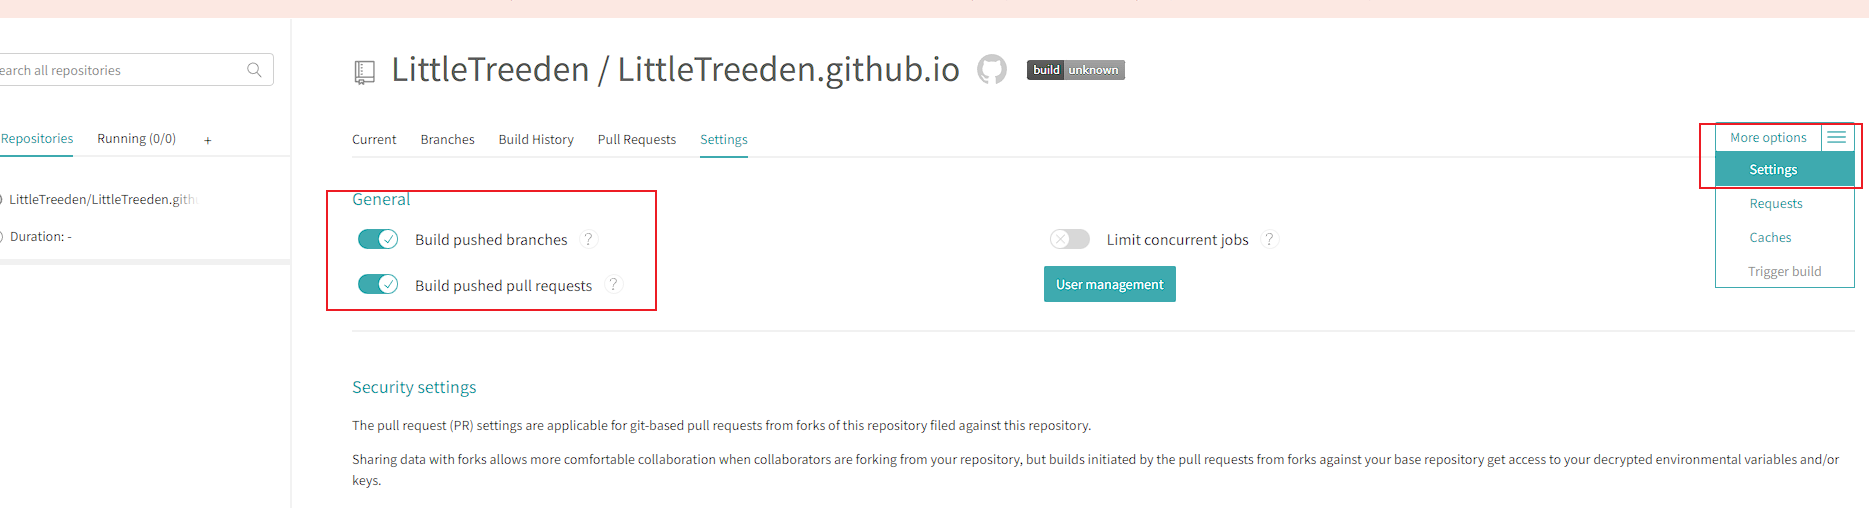 earch all repositories
LittleTreeden / LittleTreeden.github.io
build unknown
Repositories
Running (0/0)
+
Current
Branches
Build History
Pull Requests
Settings
More options
Settings
Requests
Caches
Trigger build
LittleTreeden/LittleTreeden.gith
Duration: -
General
Build pushed branches ?
Limit concurrent jobs ?
Build pushed pull requests ?
User management
Security settings
The pull request (PR) settings are applicable for git-based pull requests from forks of this repository filed against this repository.
Sharing data with forks allows more comfortable collaboration when collaborators are forking from your repository, but builds initiated by the pull requests from forks against your base repository get access to your decrypted environmental variables and/or
keys.